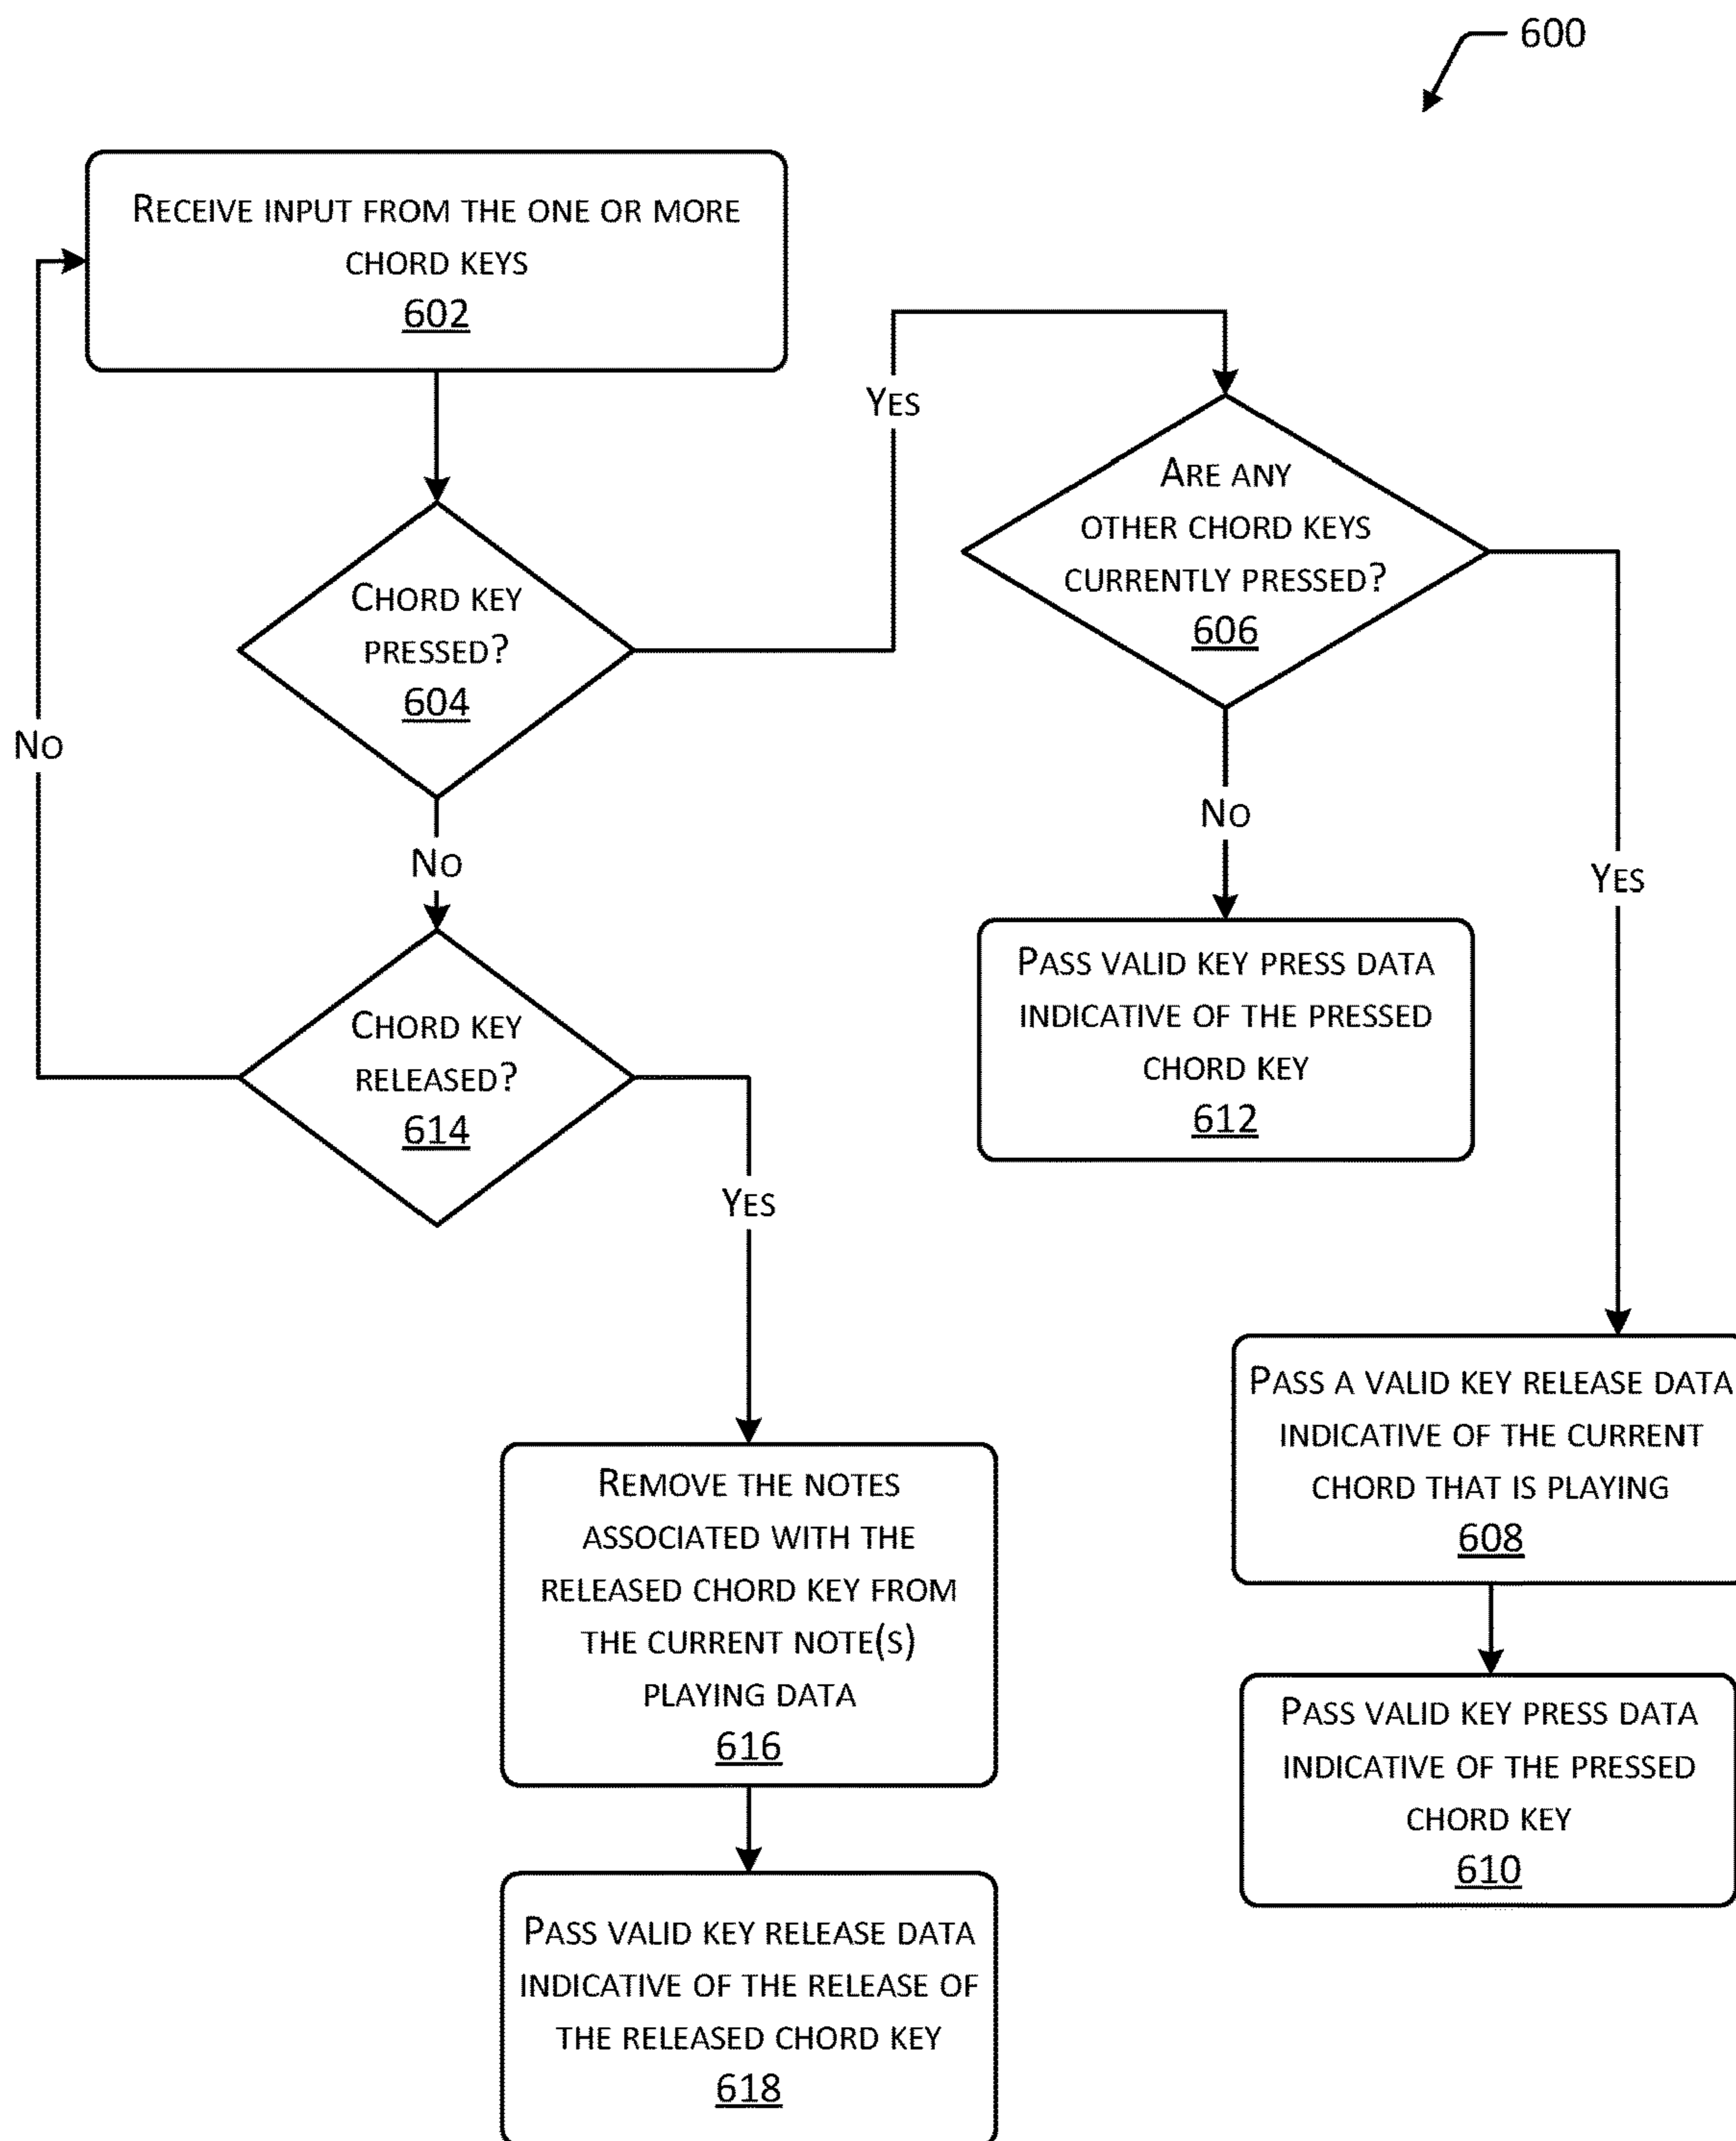 600
RECEIVE INPUT FROM THE ONE OR MORE
CHORD KEYS
602
YES
ARE ANY
OTHER CHORD KEYS
CURRENTLY PRESSED?
606
CHORD KEY
PRESSED?
604
NO
NO
NO
YES
PASS VALID KEY PRESS DATA
INDICATIVE OF THE PRESSED
CHORD KEY
612
CHORD KEY
RELEASED?
614
YES
PASS A VALID KEY RELEASE DATA
INDICATIVE OF THE CURRENT
CHORD THAT IS PLAYING
608
REMOVE THE NOTES
ASSOCIATED WITH THE
RELEASED CHORD KEY FROM
THE CURRENT NOTE(S)
PLAYING DATA
616
PASS VALID KEY PRESS DATA
INDICATIVE OF THE PRESSED
CHORD KEY
610
PASS VALID KEY RELEASE DATA
INDICATIVE OF THE RELEASE OF
THE RELEASED CHORD KEY
618